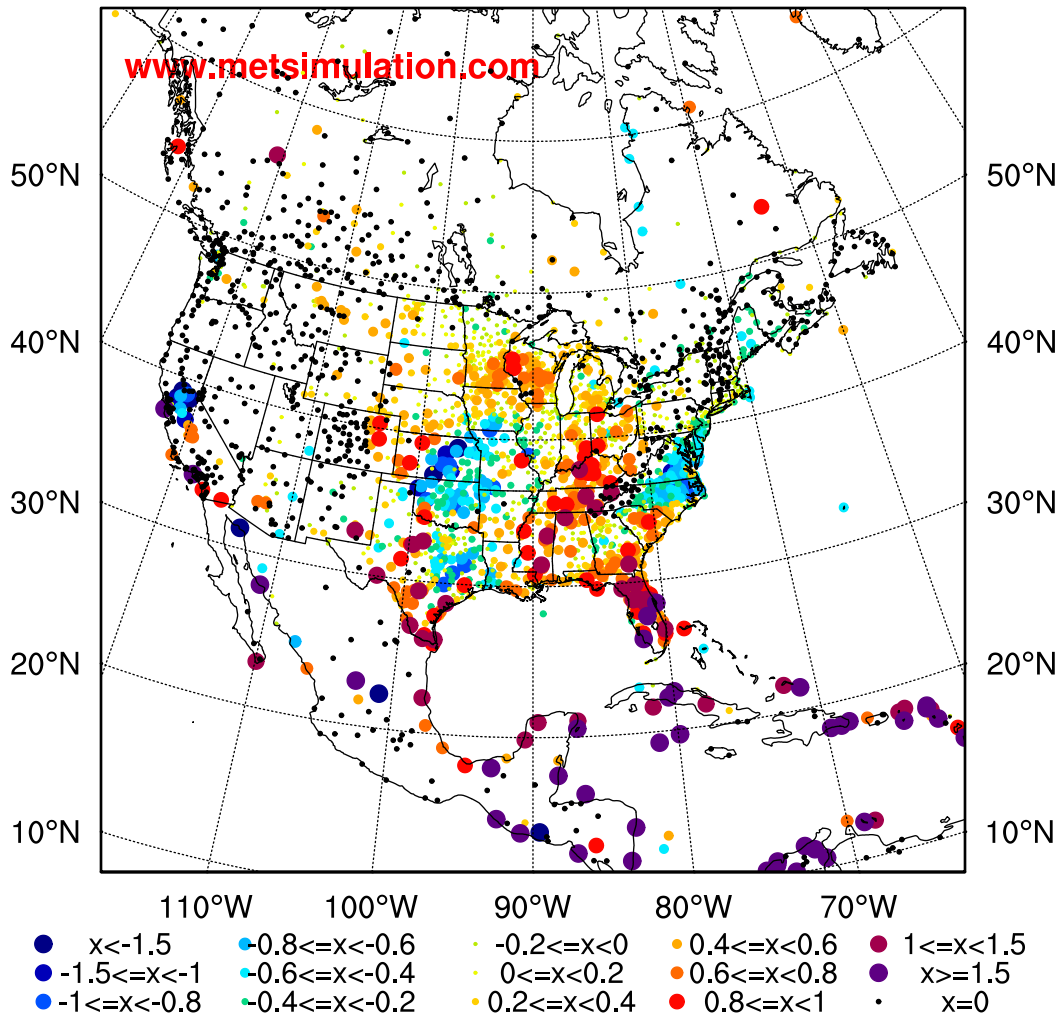 www.metsimulation.com
50°N 50°N
40°N 40°N
30°N 30°N
20°N 20°N
10°N 10°N
110°W 100°W 90°W 80°W 70°W
x<-1.5 -0.8<=x<-0.6 -0.2<=x<0 0.4<=x<0.6 1<=x<1.5
-1.5<=x<-1 -0.6<=x<-0.4 0<=x<0.2 0.6<=x<0.8 x>=1.5
-1<=x<-0.8 -0.4<=x<-0.2 0.2<=x<0.4 0.8<=x<1 x=0